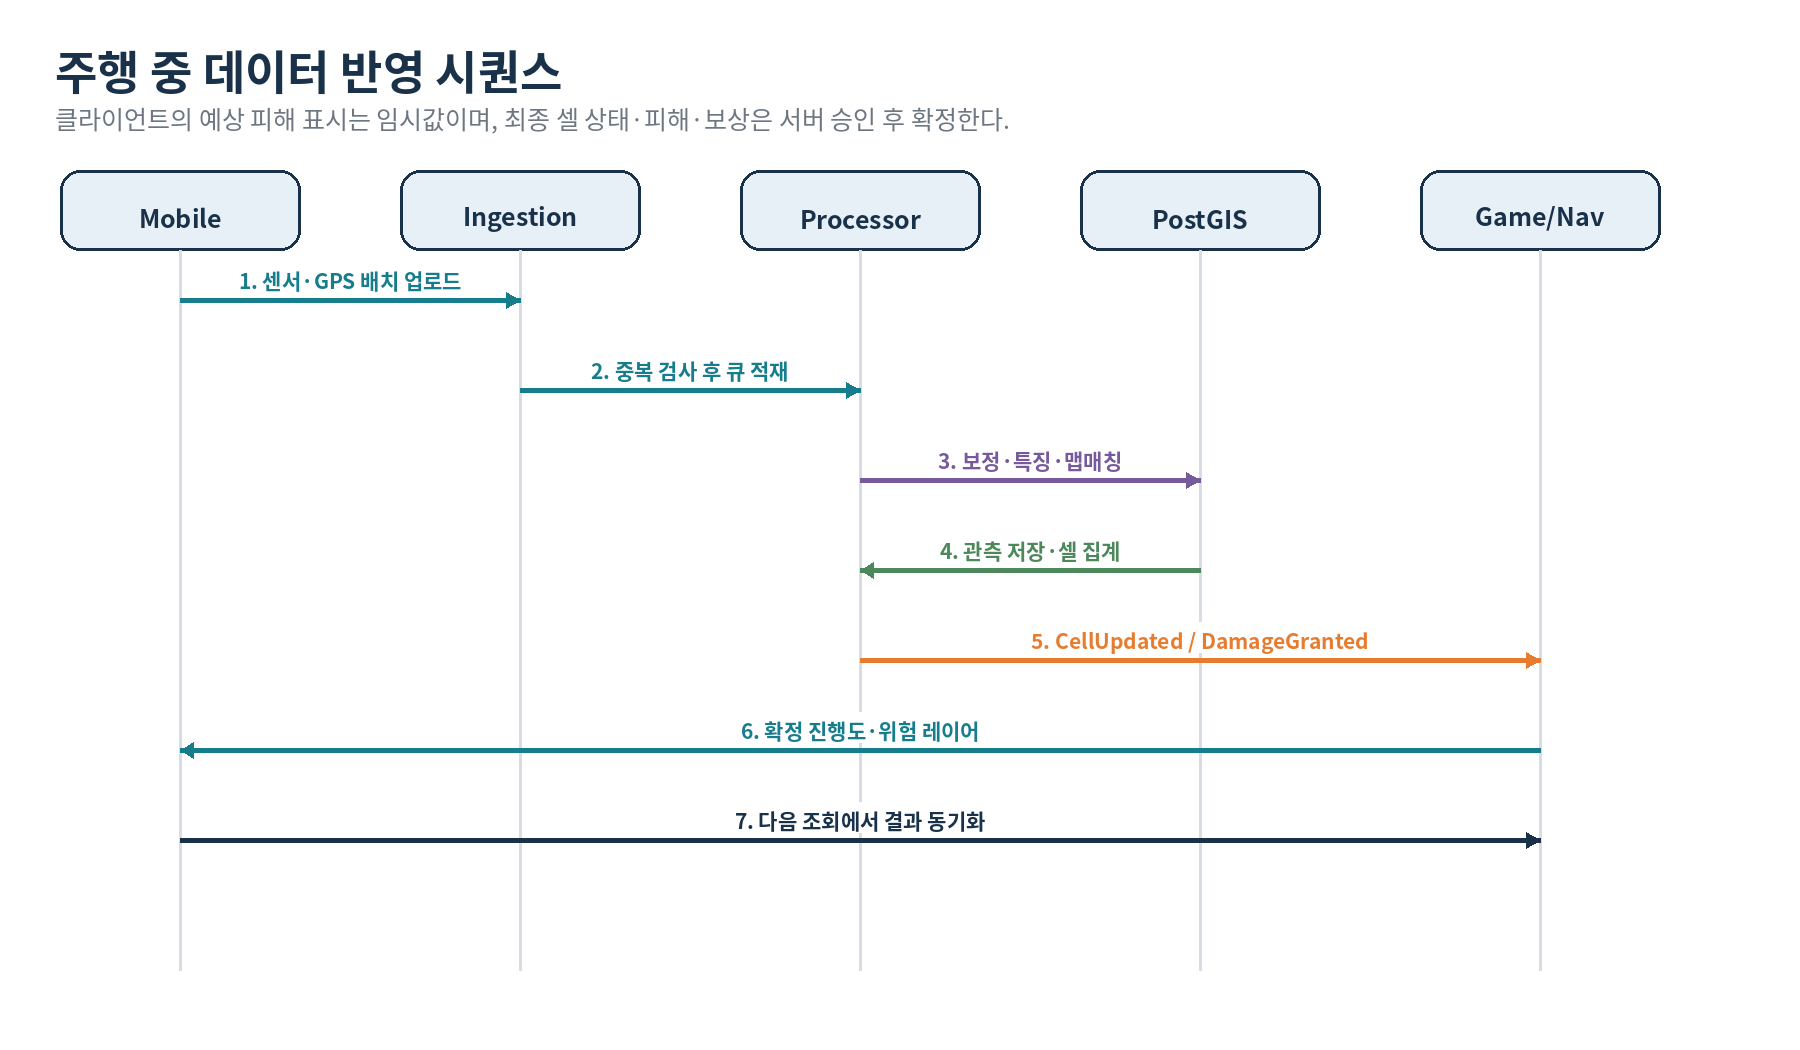 주행 중 데이터 반영 시퀀스
클라이언트의 예상 피해 표시는 임시값이며, 최종 셀 상태·피해·보상은 서버 승인 후 확정한다.
Mobile
Ingestion
Processor
PostGIS
Game/Nav
1. 센서·GPS 배치 업로드
2. 중복 검사 후 큐 적재
3. 보정·특징·맵매칭
4. 관측 저장·셀 집계
5. CellUpdated / DamageGranted
6. 확정 진행도·위험 레이어
7. 다음 조회에서 결과 동기화